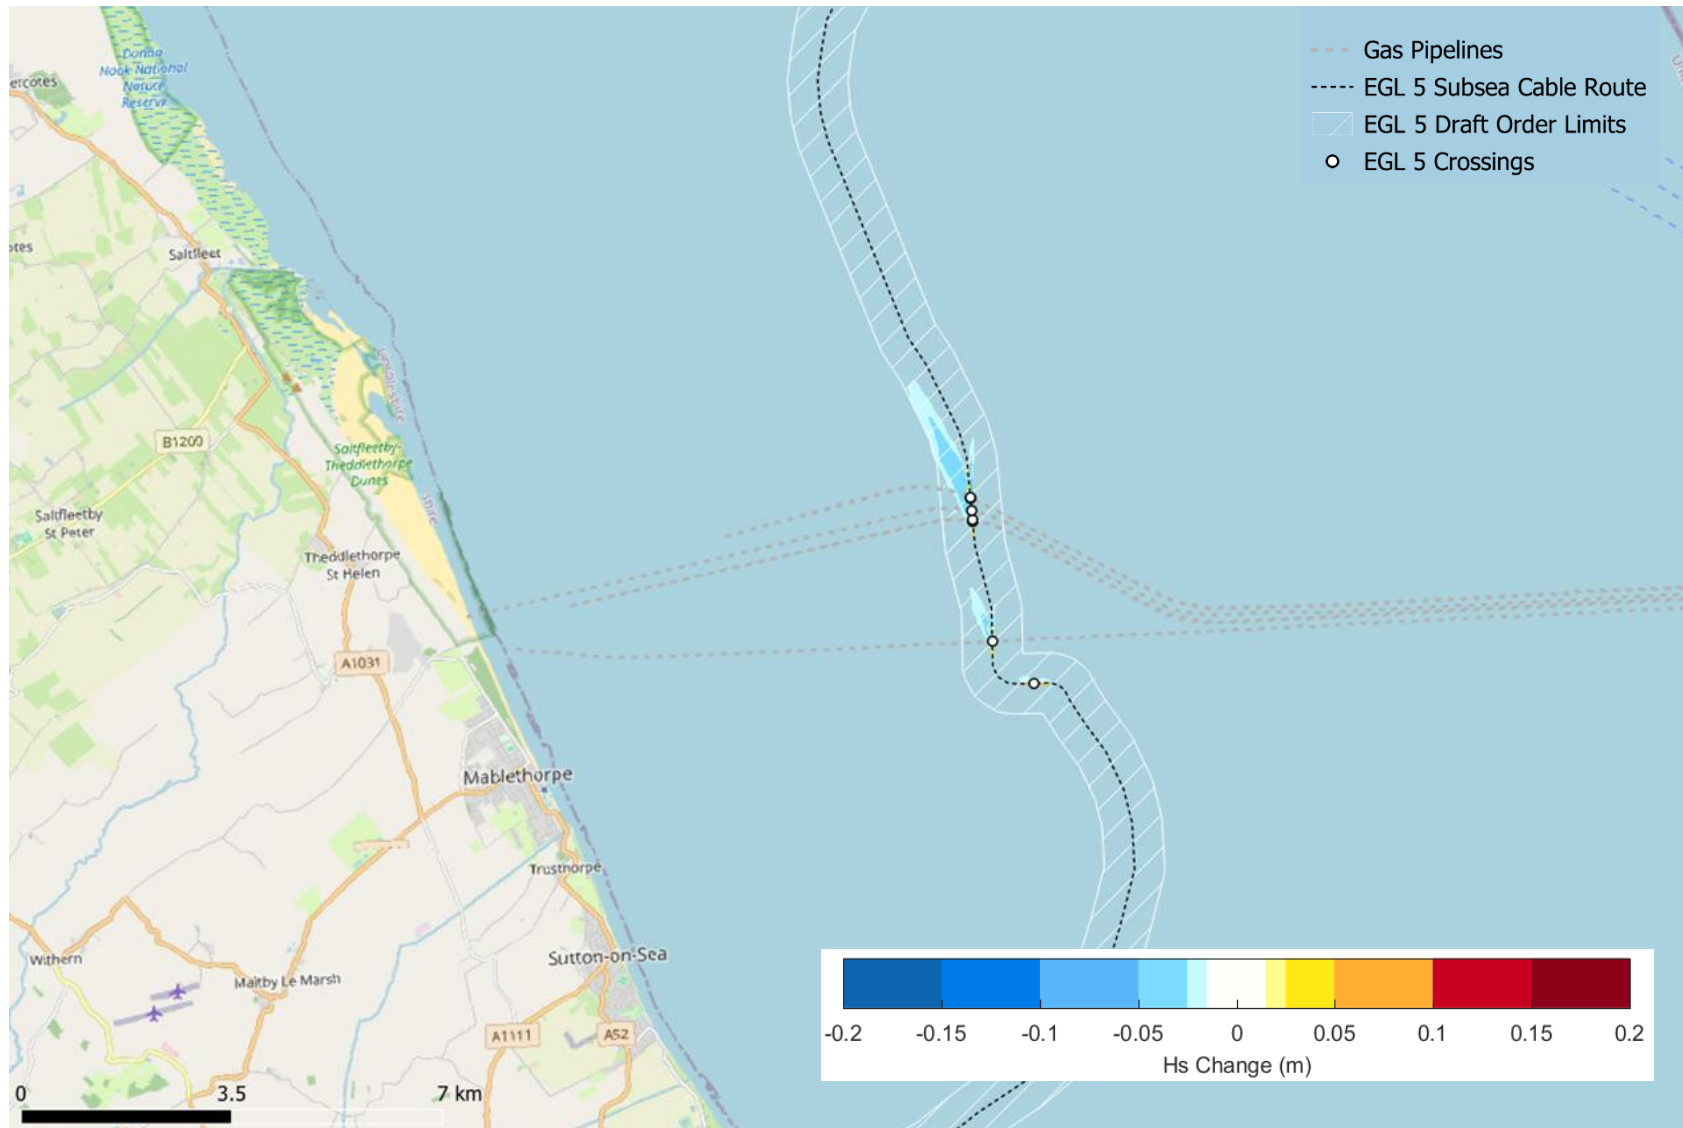 Donna
Nook National
Nature
Reserve
ercotes
Gas Pipelines
EGL 5 Subsea Cable Route
EGL 5 Draft Order Limits
EGL 5 Crossings
otes
Saltfleet
B1200
Saltfleetby-
Theddlethorpe
Dunes
Saltfleetby
St Peter
shire
Theddlethorpe
St Helen
A1031
Mablethorpe
Trusthorpe
Sutton-on-Sea
Withern
Maltby Le Marsh
A1111
A52
-0.2
-0.15
-0.1
-0.05
0
0.05
0.1
0.15
0.2
Hs Change (m)
0
3.5
7 km